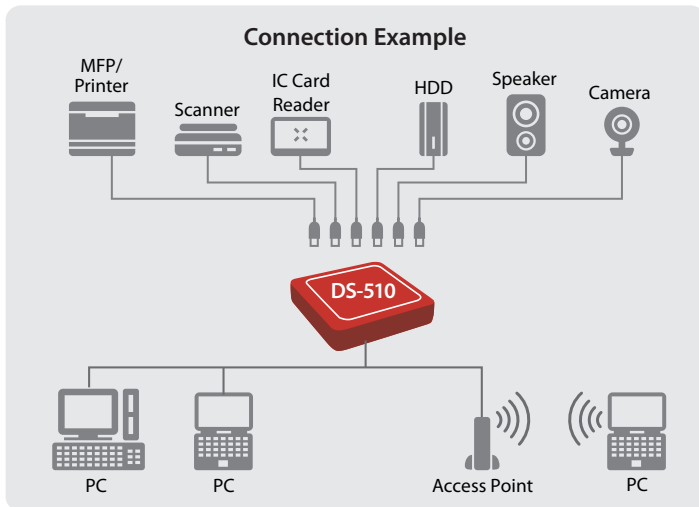 Connection Example
MFP/
Printer
Scanner
IC Card
Reader
HDD
Speaker
Camera
DS-510
PC
PC
Access Point
PC